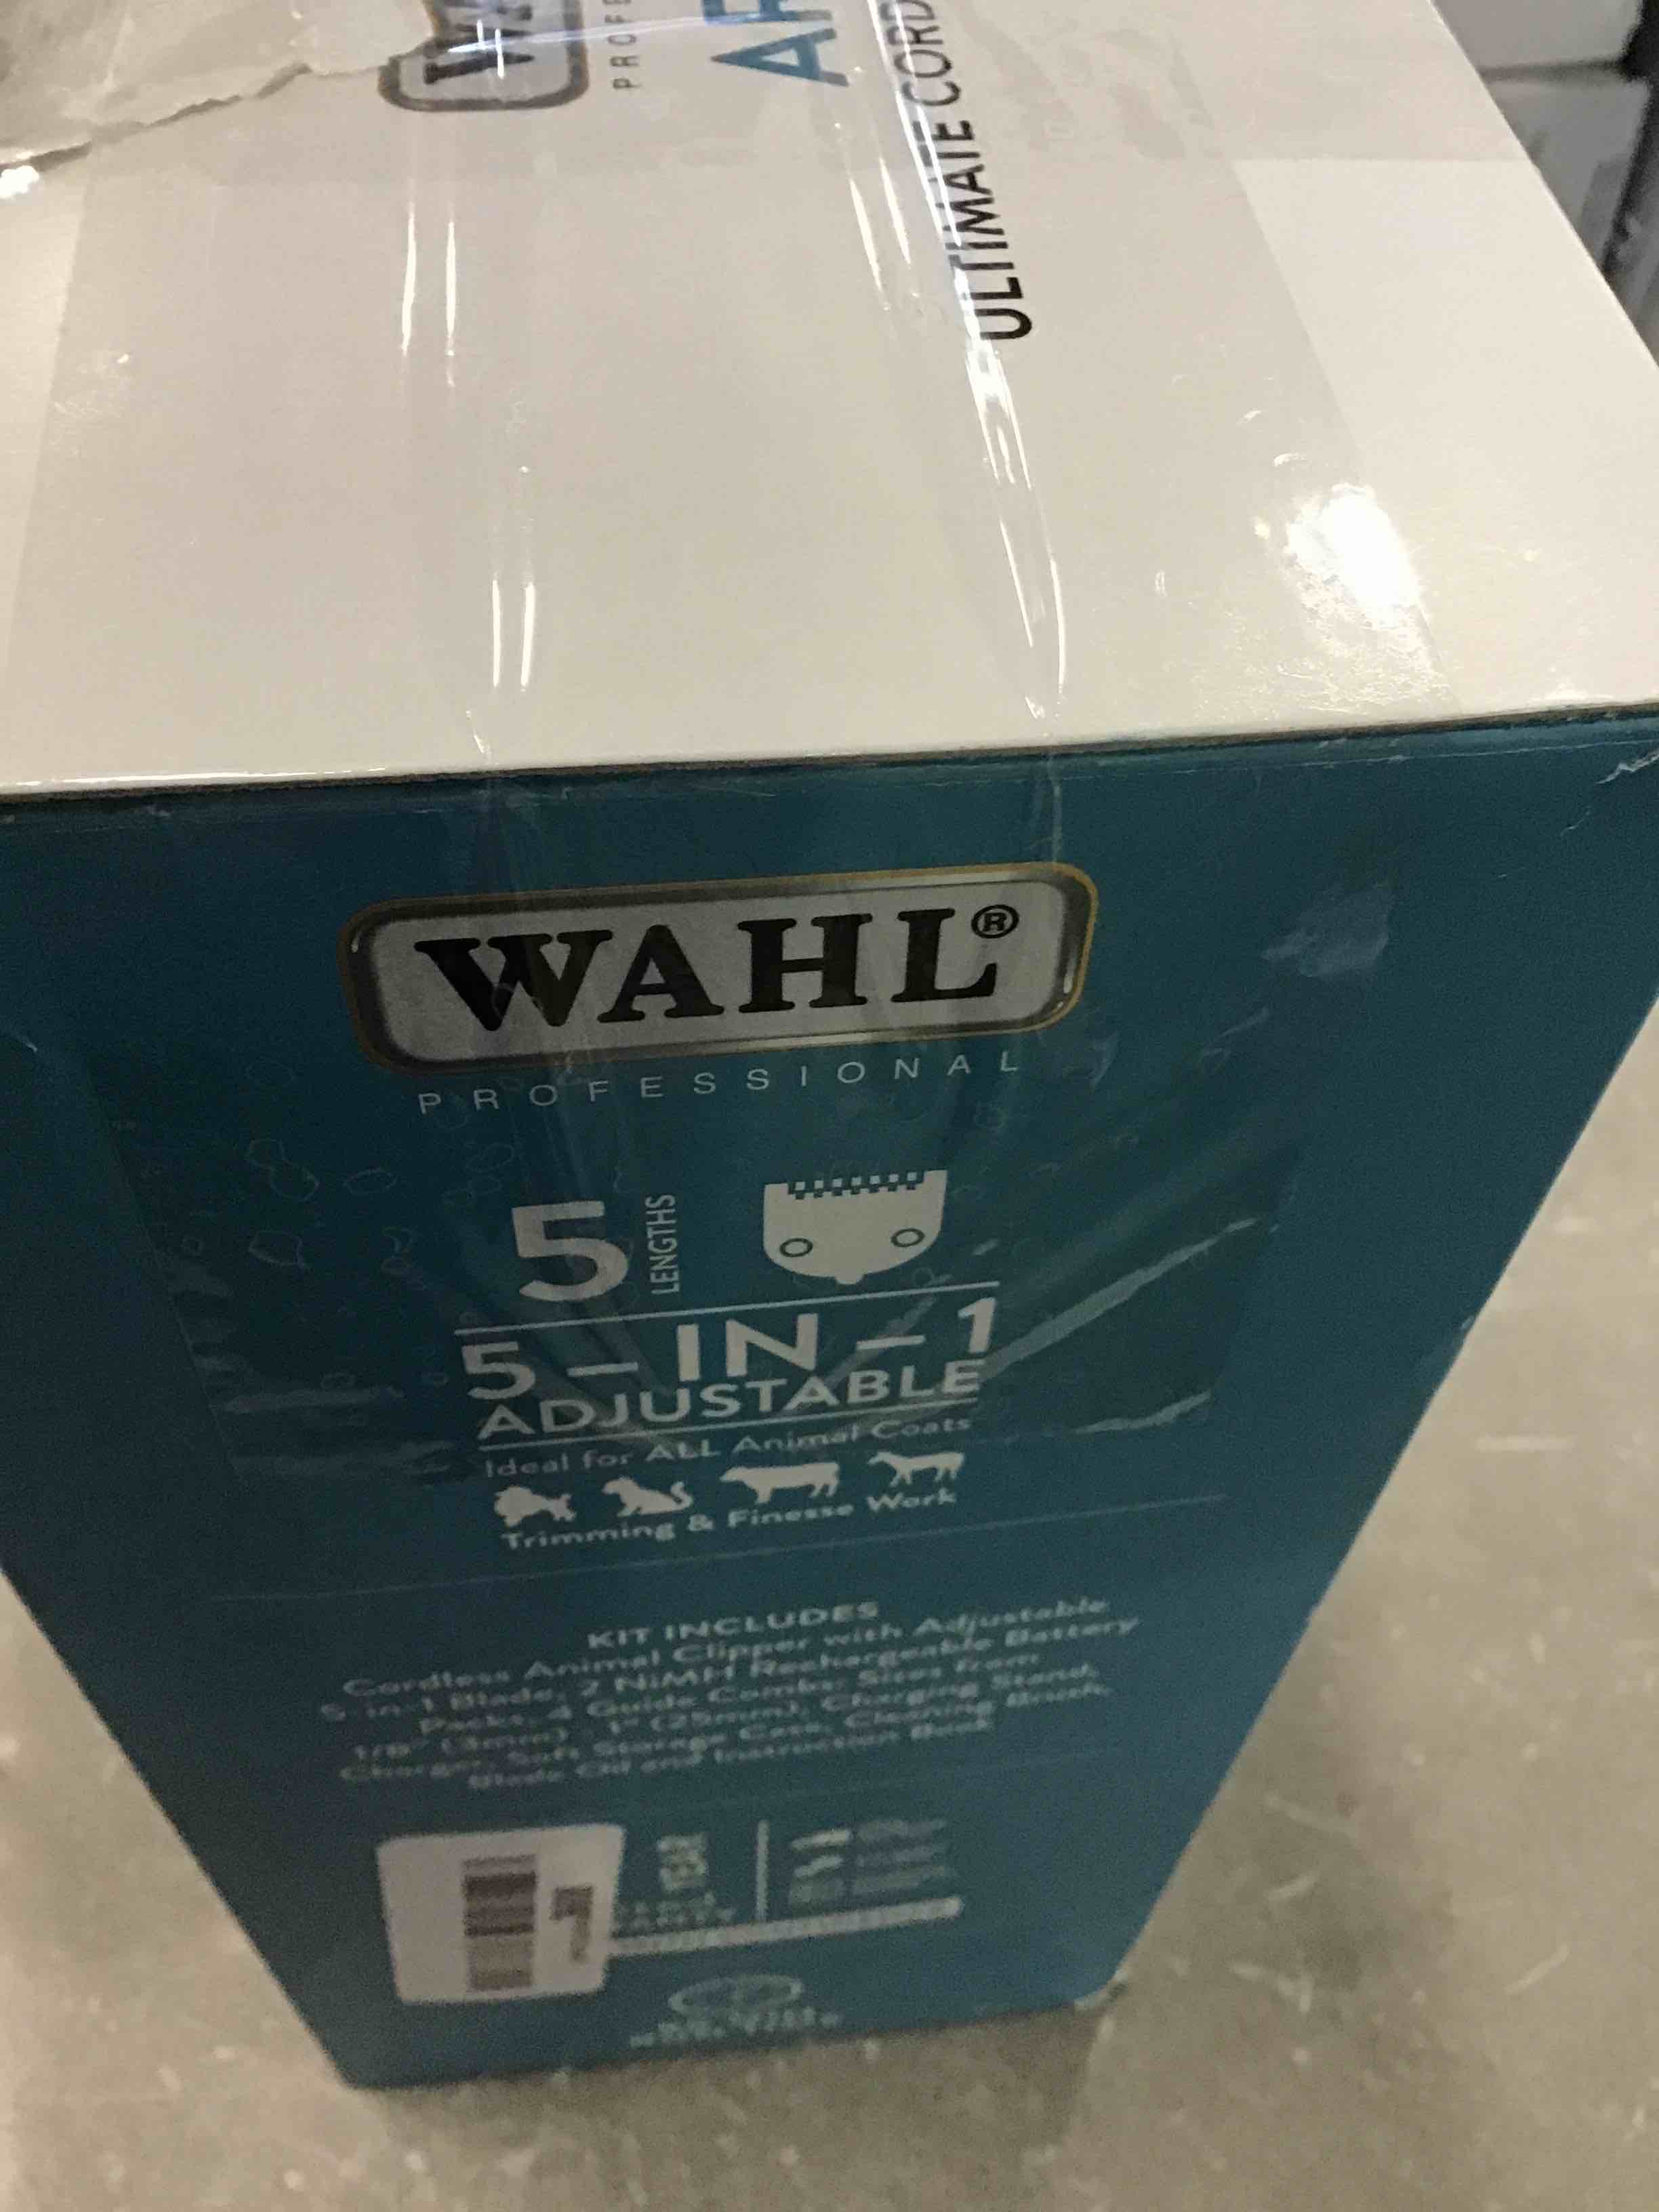 PROFE
ULTIMATE CORD
WAHL®
PROFESSIONAL
5 LENGTHS
5-IN-1
ADJUSTABLE
Ideal for ALL Animal Coats
Trimming & Finesse Work
KIT INCLUDES
Cordless Animal Clipper with Adjustable
5-in-1 Blade, 2 NiMH Rechargeable Battery
Packs, 4 Guide Combs: Sizes from
1/8" (3mm) - 1" (25mm), Charging Stand,
Charger, Soft Storage Case, Cleaning Brush,
Blade Oil and Instruction Book
YEAR